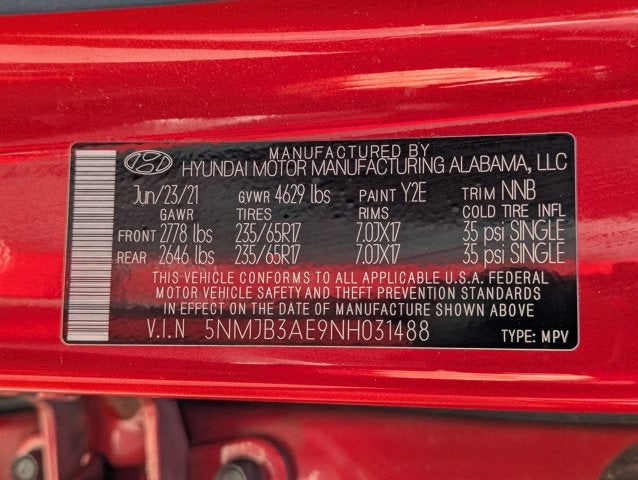 MANUFACTURED BY
HYUNDAI MOTOR MANUFACTURING ALABAMA, LLC
Jun/23/21 GVWR 4629 lbs PAINT Y2E TRIM NNB
GAWR TIRES RIMS COLD TIRE INFL
FRONT 2778 lbs 235/65R17 7.0JX17 35 psi SINGLE
REAR 2646 lbs 235/65R17 7.0JX17 35 psi SINGLE
THIS VEHICLE CONFORMS TO ALL APPLICABLE U.S.A. FEDERAL
MOTOR VEHICLE SAFETY AND THEFT PREVENTION STANDARDS
IN EFFECT ON THE DATE OF MANUFACTURE SHOWN ABOVE
V.I.N 5NMJB3AE9NH031488 TYPE: MPV